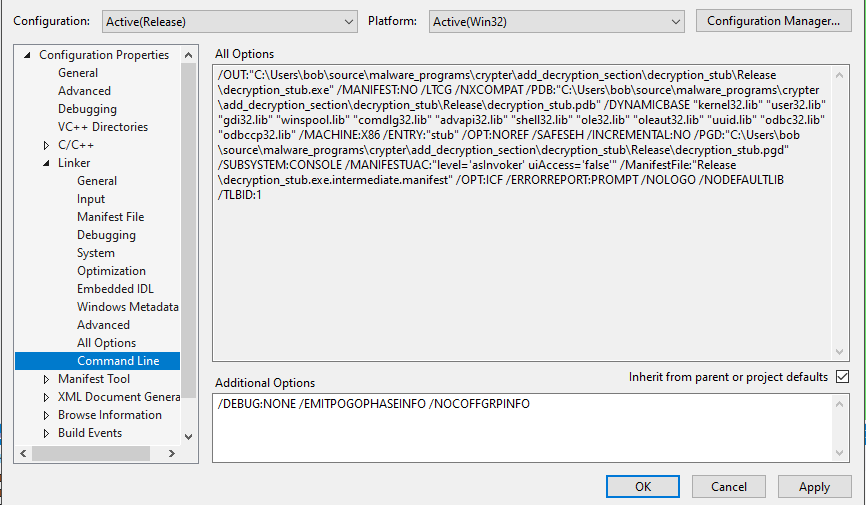 Configuration:
Active(Release)
Platform:
Active(Win32)
Configuration Manager...
Configuration Properties
General
Advanced
Debugging
VC++ Directories
C/C++
Linker
General
Input
Manifest File
Debugging
System
Optimization
Embedded IDL
Windows Metadata
Advanced
All Options
Command Line
Manifest Tool
XML Document Genera
Browse Information
Build Events
All Options
/OUT:"C:\Users\bob\source\malware_programs\crypter\add_decryption_section\decryption_stub\Release
\decryption_stub.exe" /MANIFEST:NO /LTCG /NXCOMPAT /PDB:"C:\Users\bob\source\malware_programs\crypter
\add_decryption_section\decryption_stub\Release\decryption_stub.pdb" /DYNAMICBASE "kernel32.lib" "user32.lib"
"gdi32.lib" "winspool.lib" "comdlg32.lib" "advapi32.lib" "shell32.lib" "ole32.lib" "oleaut32.lib" "uuid.lib" "odbc32.lib"
"odbccp32.lib" /MACHINE:X86 /ENTRY:"stub" /OPT:NOREF /SAFESEH /INCREMENTAL:NO /PGD:"C:\Users\bob
\source\malware_programs\crypter\add_decryption_section\decryption_stub\Release\decryption_stub.pgd"
/SUBSYSTEM:CONSOLE /MANIFESTUAC:"level='asInvoker' uiAccess='false'" /ManifestFile:"Release
\decryption_stub.exe.intermediate.manifest" /OPT:ICF /ERRORREPORT:PROMPT /NOLOGO /NODEFAULTLIB
/TLBID:1
Additional Options
Inherit from parent or project defaults
/DEBUG:NONE /EMITPOGOPHASEINFO /NOCOFFGRPINFO
OK
Cancel
Apply